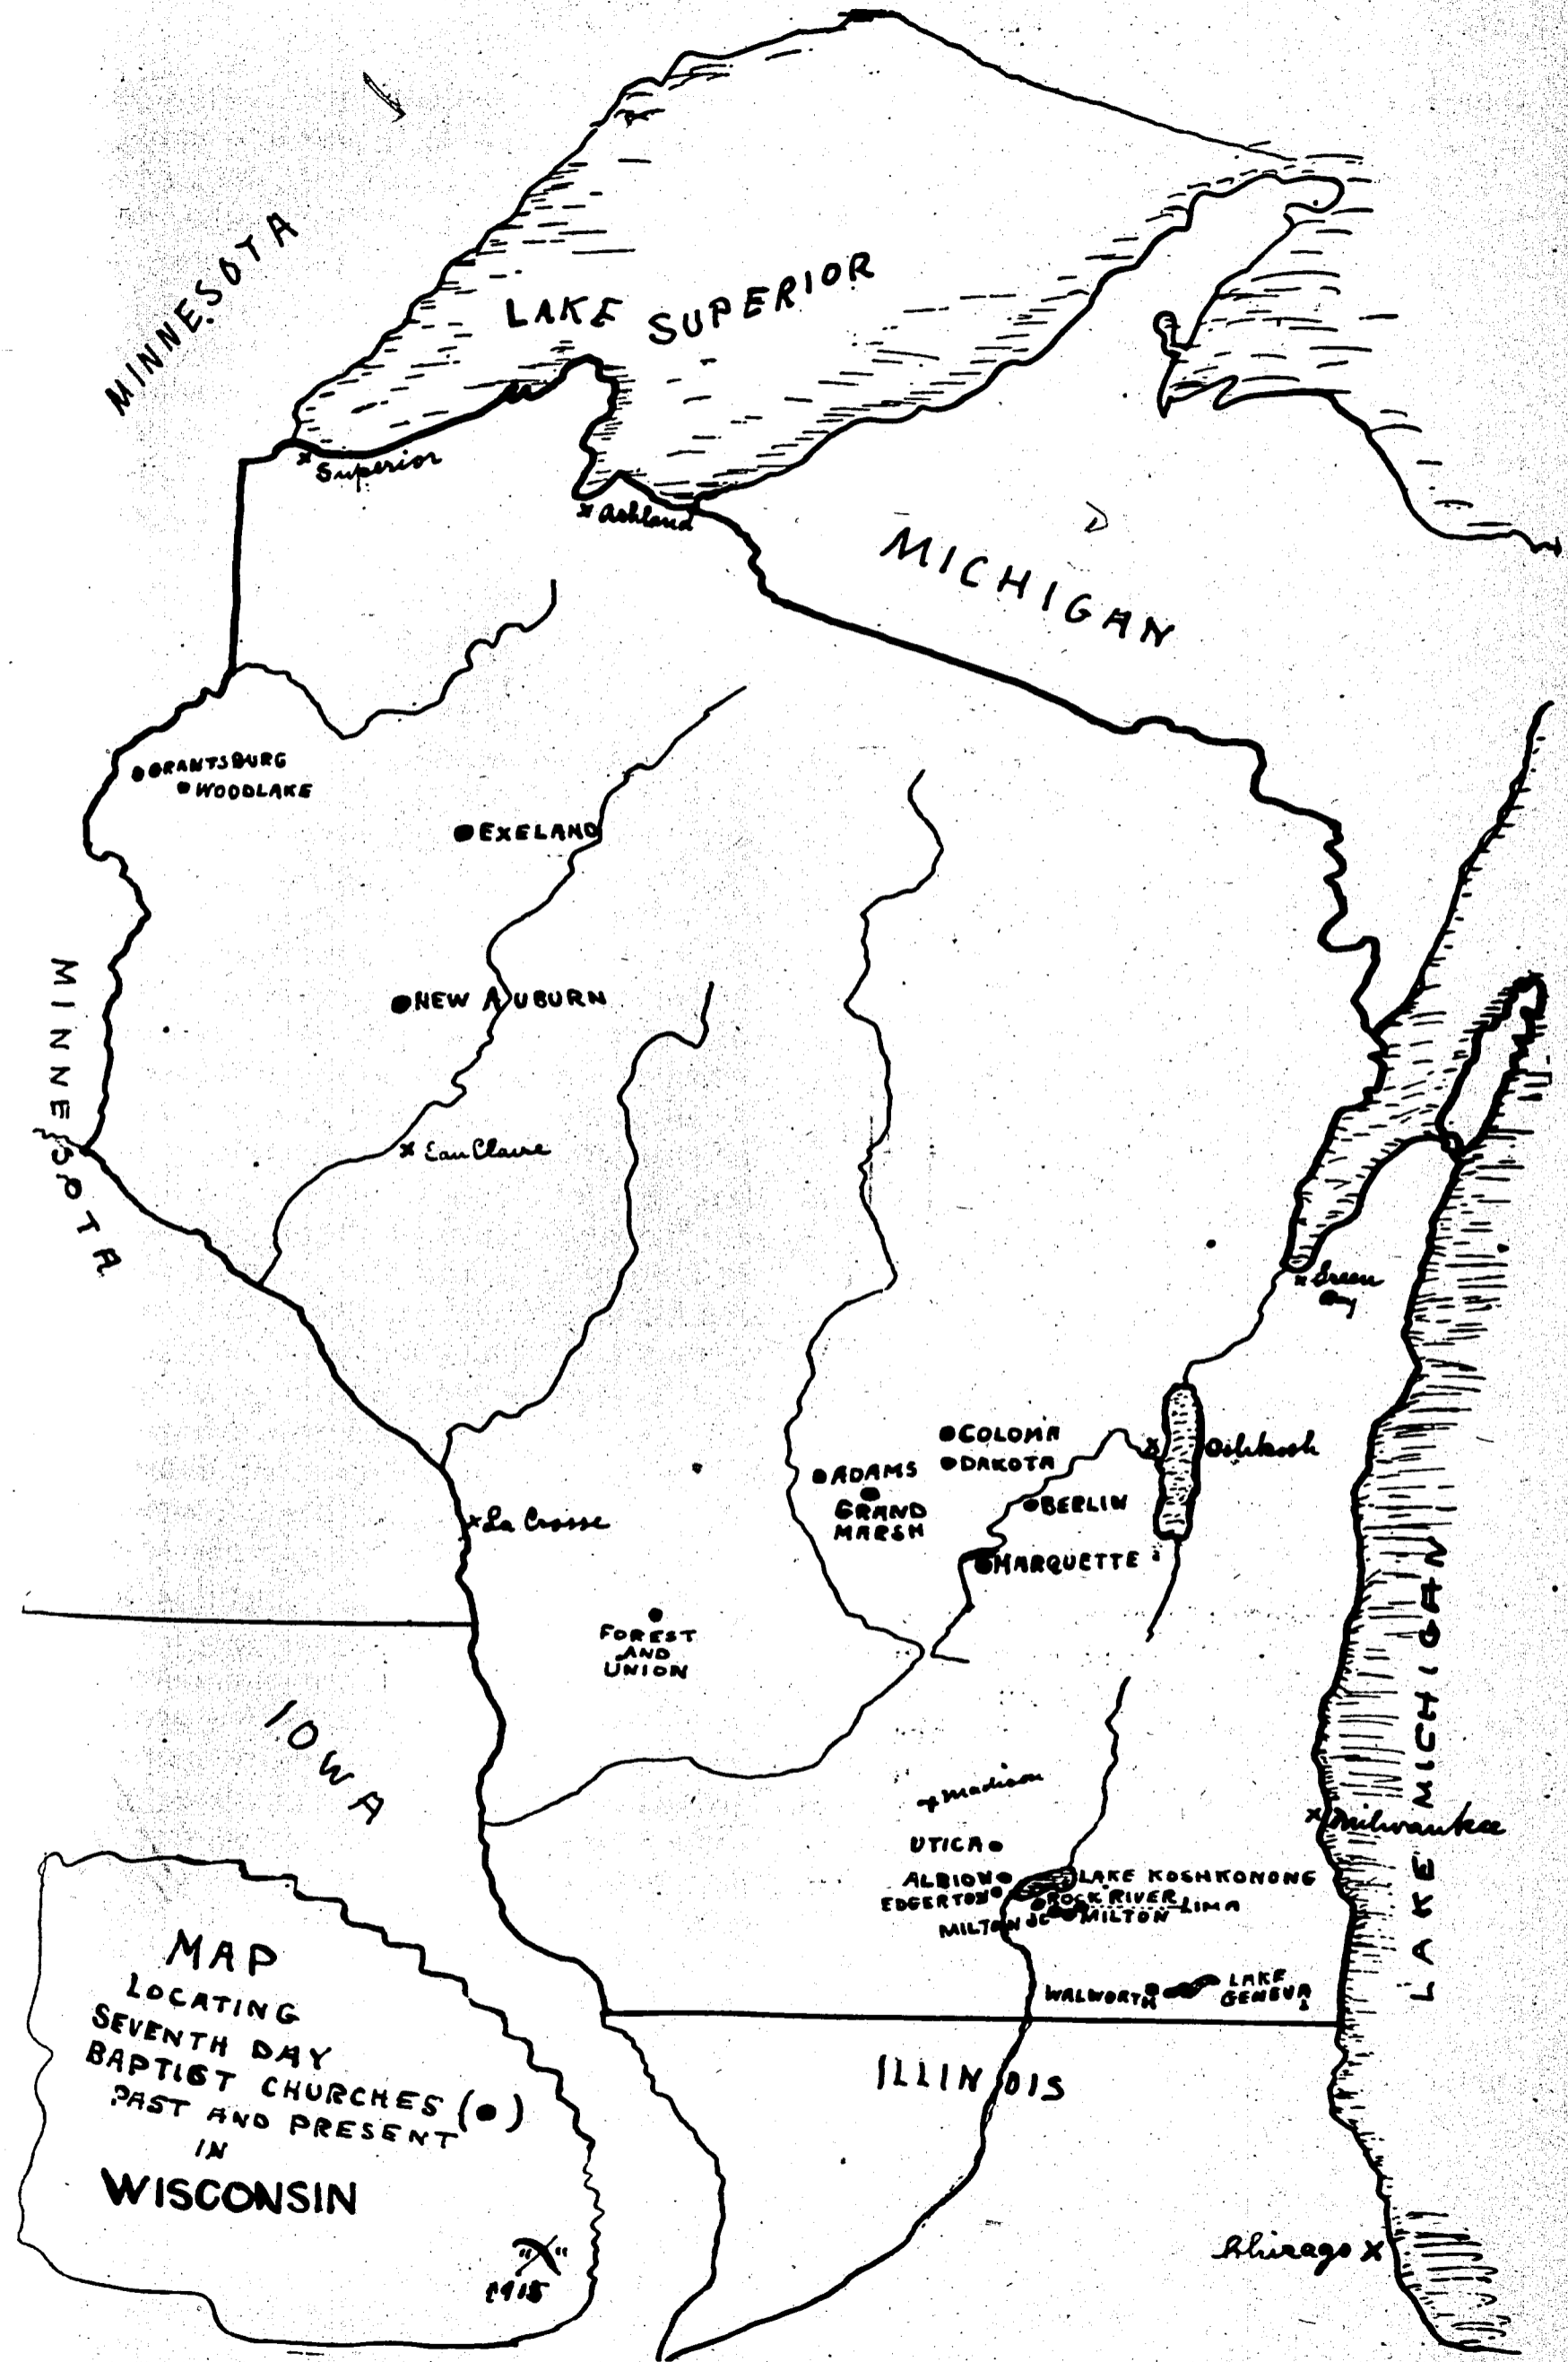 MINNESOTA
LAKE SUPERIOR
x Superior
x Ashland
MICHIGAN
GRANTSBURG
WOODLAKE
EXELAND
MINNESOTA
NEW AUBURN
x Eau Claire
x Green
Bay
COLOMA
ADAMS
DAKOTA
x Oshkosh
GRAND
MARSH
BERLIN
x La Crosse
MARQUETTE
FOREST
AND
UNION
IOWA
LAKE MICHIGAN
x Madison
x Milwaukee
UTICA
ALBION
LAKE KOSHKONONG
EDGERTON
ROCK RIVER
LIMA
MILTON JC
MILTON
WALWORTH
LAKE
GENEVA
ILLINOIS
MAP
LOCATING
SEVENTH DAY
BAPTIST CHURCHES (●)
PAST AND PRESENT
IN
WISCONSIN
"X"
1915
Chicago x